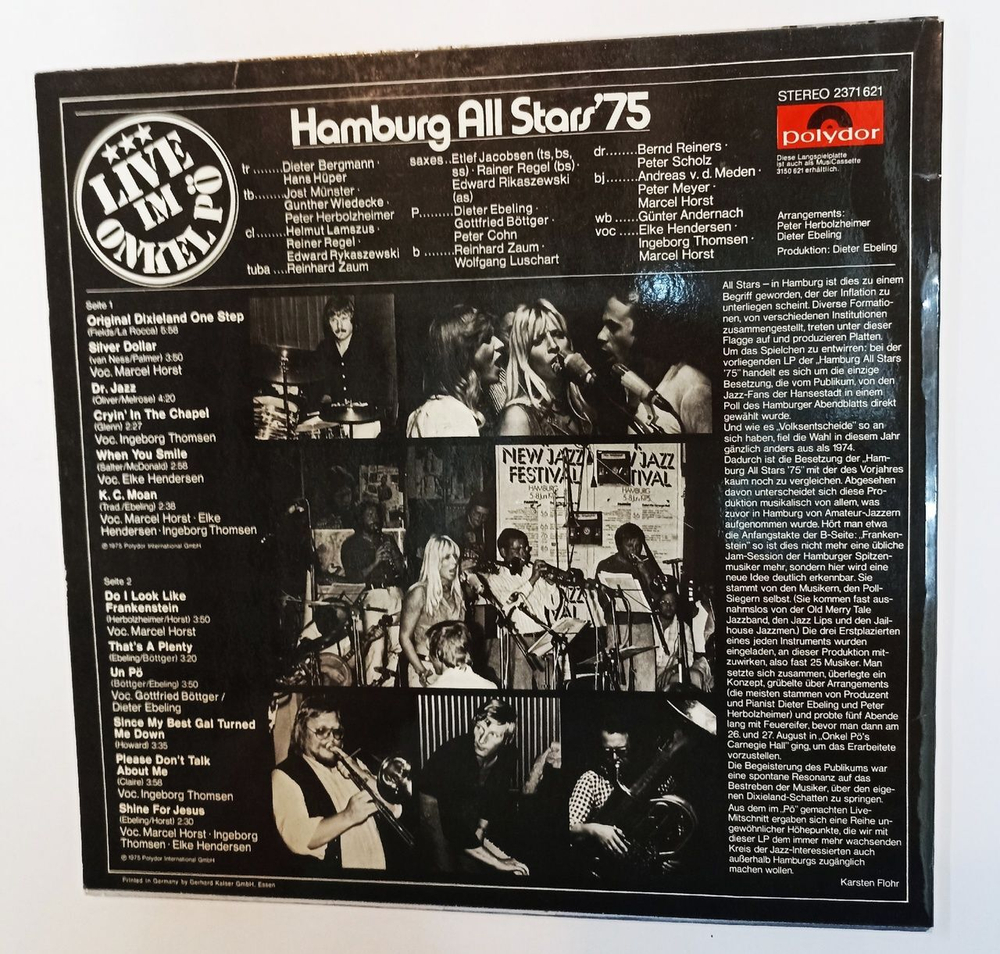 Hamburg All Stars'75
STEREO 2371 621
polydor
Diese Langspielplatte
ist auch als MusiCassette
3150 621 erhältlich.
LIVE
IM
ONKEL PÖ
tr .......Dieter Bergmann ·
Hans Hüper
tb.......Jost Münster ·
Gunther Wiedecke ·
Peter Herbolzheimer
cl........Helmut Lamszus ·
Reiner Regel ·
Edward Rykaszewski
tuba ...Reinhard Zaum
saxes..Etlef Jacobsen (ts, bs,
ss) · Rainer Regel (bs)
Edward Rikaszewski
(as)
P........Dieter Ebeling ·
Gottfried Böttger ·
Peter Cohn
b .......Reinhard Zaum ·
Wolfgang Luschart
dr.......Bernd Reiners ·
Peter Scholz
bj.......Andreas v. d. Meden ·
Peter Meyer ·
Marcel Horst
wb .....Günter Andernach
voc ....Elke Hendersen ·
Ingeborg Thomsen ·
Marcel Horst
Arrangements:
Peter Herbolzheimer
Dieter Ebeling
Produktion: Dieter Ebeling
Seite 1
Original Dixieland One Step
(Fields/La Rocca) 5:58
Silver Dollar
(van Ness/Palmer) 3:50
Voc. Marcel Horst
Dr. Jazz
(Oliver/Melrose) 4:20
Cryin' In The Chapel
(Glenn) 2:27
Voc. Ingeborg Thomsen
When You Smile
(Salter/McDonald) 2:58
Voc. Elke Hendersen
K. C. Moan
(Trad./Ebeling) 2:38
Voc. Marcel Horst · Elke
Hendersen · Ingeborg Thomsen
℗ 1975 Polydor International GmbH
Seite 2
Do I Look Like
Frankenstein
(Herbolzheimer/Horst) 3:50
Voc. Marcel Horst
That's A Plenty
(Ebeling/Böttger) 3:20
Un Pö
(Böttger/Ebeling) 3:50
Voc. Gottfried Böttger /
Dieter Ebeling
Since My Best Gal Turned
Me Down
(Howard) 3:35
Please Don't Talk
About Me
(Claire) 3:58
Voc. Ingeborg Thomsen
Shine For Jesus
(Ebeling/Horst) 2:30
Voc. Marcel Horst · Ingeborg
Thomsen · Elke Hendersen
℗ 1975 Polydor International GmbH
NEW JAZZ
FESTIVAL
HAMBURG
JAZZ
TIVAL
All Stars – in Hamburg ist dies zu einem
Begriff geworden, der der Inflation zu
unterliegen scheint. Diverse Formatio-
nen, von verschiedenen Institutionen
zusammengestellt, treten unter dieser
Flagge auf und produzieren Platten.
Um das Spielchen zu entwirren: bei der
vorliegenden LP der „Hamburg All Stars
'75" handelt es sich um die einzige
Besetzung, die vom Publikum, von den
Jazz-Fans der Hansestadt in einem
Poll des Hamburger Abendblatts direkt
gewählt wurde.
Und wie es „Volksentscheide" so an
sich haben, fiel die Wahl in diesem Jahr
gänzlich anders aus als 1974.
Dadurch ist die Besetzung der „Ham-
burg All Stars '75" mit der des Vorjahres
kaum noch zu vergleichen. Abgesehen
davon unterscheidet sich diese Pro-
duktion musikalisch von allem, was
zuvor in Hamburg von Amateur-Jazzern
aufgenommen wurde. Hört man etwa
die Anfangstakte der B-Seite: „Franken-
stein" so ist dies nicht mehr eine übliche
Jam-Session der Hamburger Spitzen-
musiker mehr, sondern hier wird eine
neue Idee deutlich erkennbar. Sie
stammt von den Musikern, den Poll-
Siegern selbst. (Sie kommen fast aus-
nahmslos von der Old Merry Tale
Jazzband, den Jazz Lips und den Jail-
house Jazzmen.) Die drei Erstplazierten
eines jeden Instruments wurden
eingeladen, an dieser Produktion mit-
zuwirken, also fast 25 Musiker. Man
setzte sich zusammen, überlegte ein
Konzept, grübelte über Arrangements
(die meisten stammen von Produzent
und Pianist Dieter Ebeling und Peter
Herbolzheimer) und probte fünf Abende
lang mit Feuereifer, bevor man dann am
26. und 27. August in „Onkel Pö's
Carnegie Hall" ging, um das Erarbeitete
vorzustellen.
Die Begeisterung des Publikums war
eine spontane Resonanz auf das
Bestreben der Musiker, über den eige-
nen Dixieland-Schatten zu springen.
Aus dem im „Pö" gemachten Live-
Mitschnitt ergaben sich eine Reihe un-
gewöhnlicher Höhepunkte, die wir mit
dieser LP dem immer mehr wachsenden
Kreis der Jazz-Interessierten auch
außerhalb Hamburgs zugänglich
machen wollen.
Karsten Flohr
Printed in Germany by Gerhard Kaiser GmbH, Essen